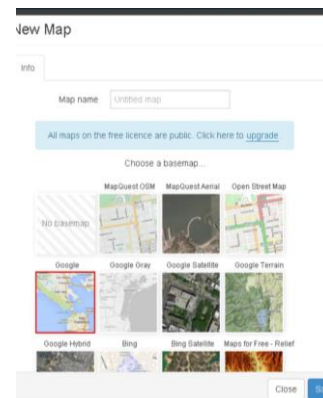 New Map
Info
Map name
Untitled map
All maps on the free licence are public. Click here to upgrade
Choose a basemap...
MapQuest OSM MapQuest Aerial Open Street Map
No basemap
Google Google Gray Google Satellite Google Terrain
Google Hybrid Bing Bing Satellite Maps for Free - Relief
Close